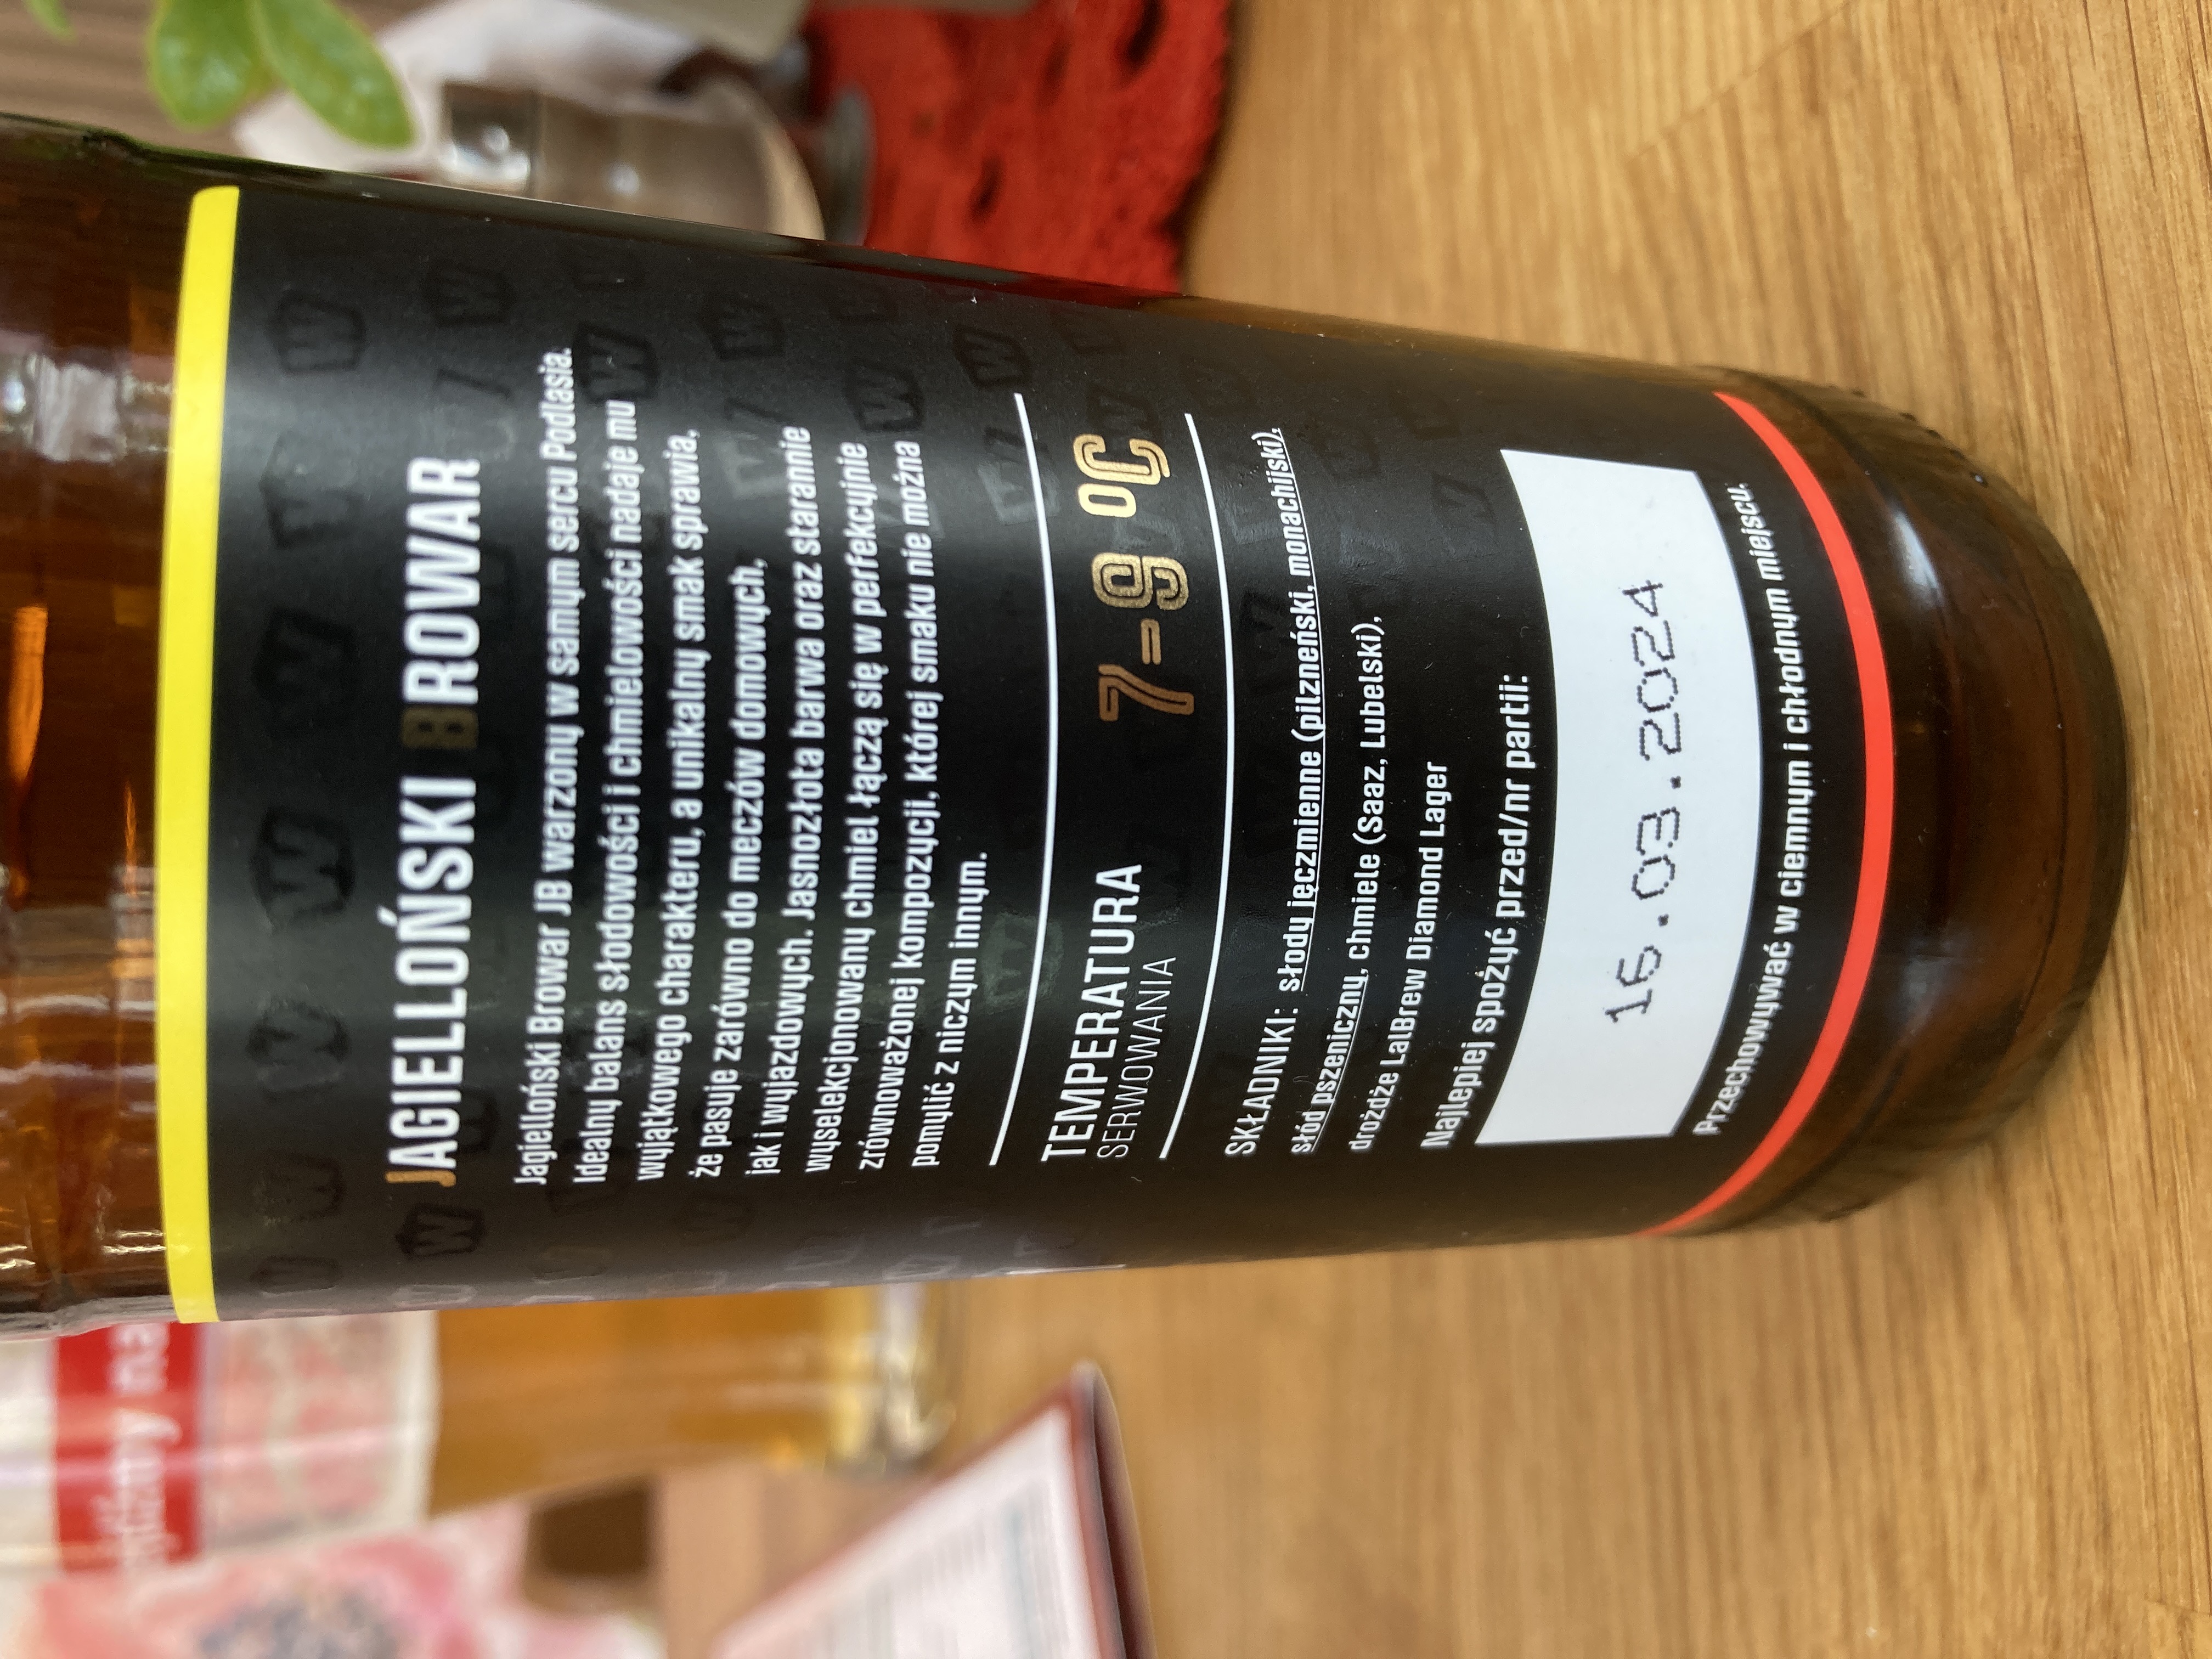 JAGIELLOŃSKI BROWAR
Jagielloński Browar JB warzony w samym sercu Podlasia.
Idealny balans słodowości i chmielowości nadaje mu
wyjątkowego charakteru, a unikalny smak sprawia,
że pasuje zarówno do meczów domowych,
jak i wyjazdowych. Jasnozłota barwa oraz starannie
wyselekcjonowany chmiel łączą się w perfekcyjnie
zrównoważonej kompozycji, której smaku nie można
pomylić z niczym innym.
TEMPERATURA
SERWOWANIA
7-9 °C
SKŁADNIKI: słody jęczmienne (pilzneński, monachijski),
słód pszeniczny, chmiele (Saaz, Lubelski),
drożdże LalBrew Diamond Lager
Najlepiej spożyć przed/nr partii:
16.03.2024
Przechowywać w ciemnym i chłodnym miejscu.